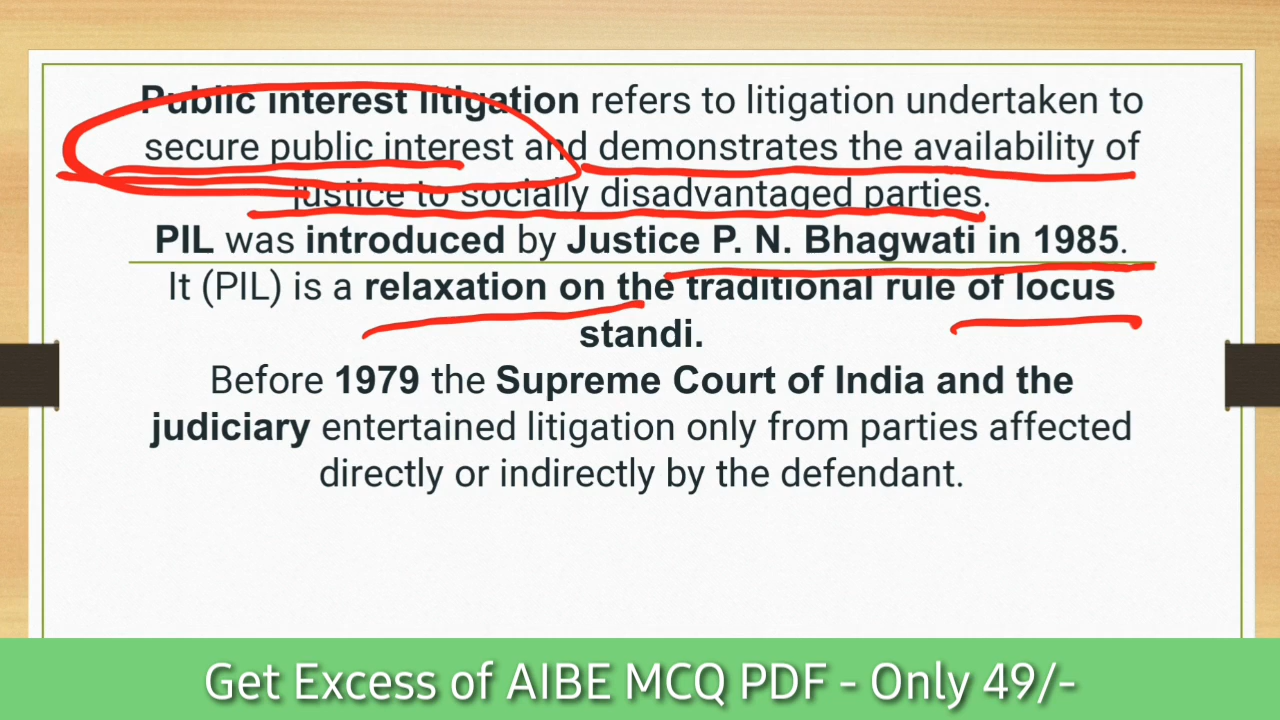 Public interest litigation refers to litigation undertaken to
secure public interest and demonstrates the availability of
justice to socially disadvantaged parties.
PIL was introduced by Justice P. N. Bhagwati in 1985.
It (PIL) is a relaxation on the traditional rule of locus
standi.
Before 1979 the Supreme Court of India and the
judiciary entertained litigation only from parties affected
directly or indirectly by the defendant.
Get Excess of AIBE MCQ PDF - Only 49/-